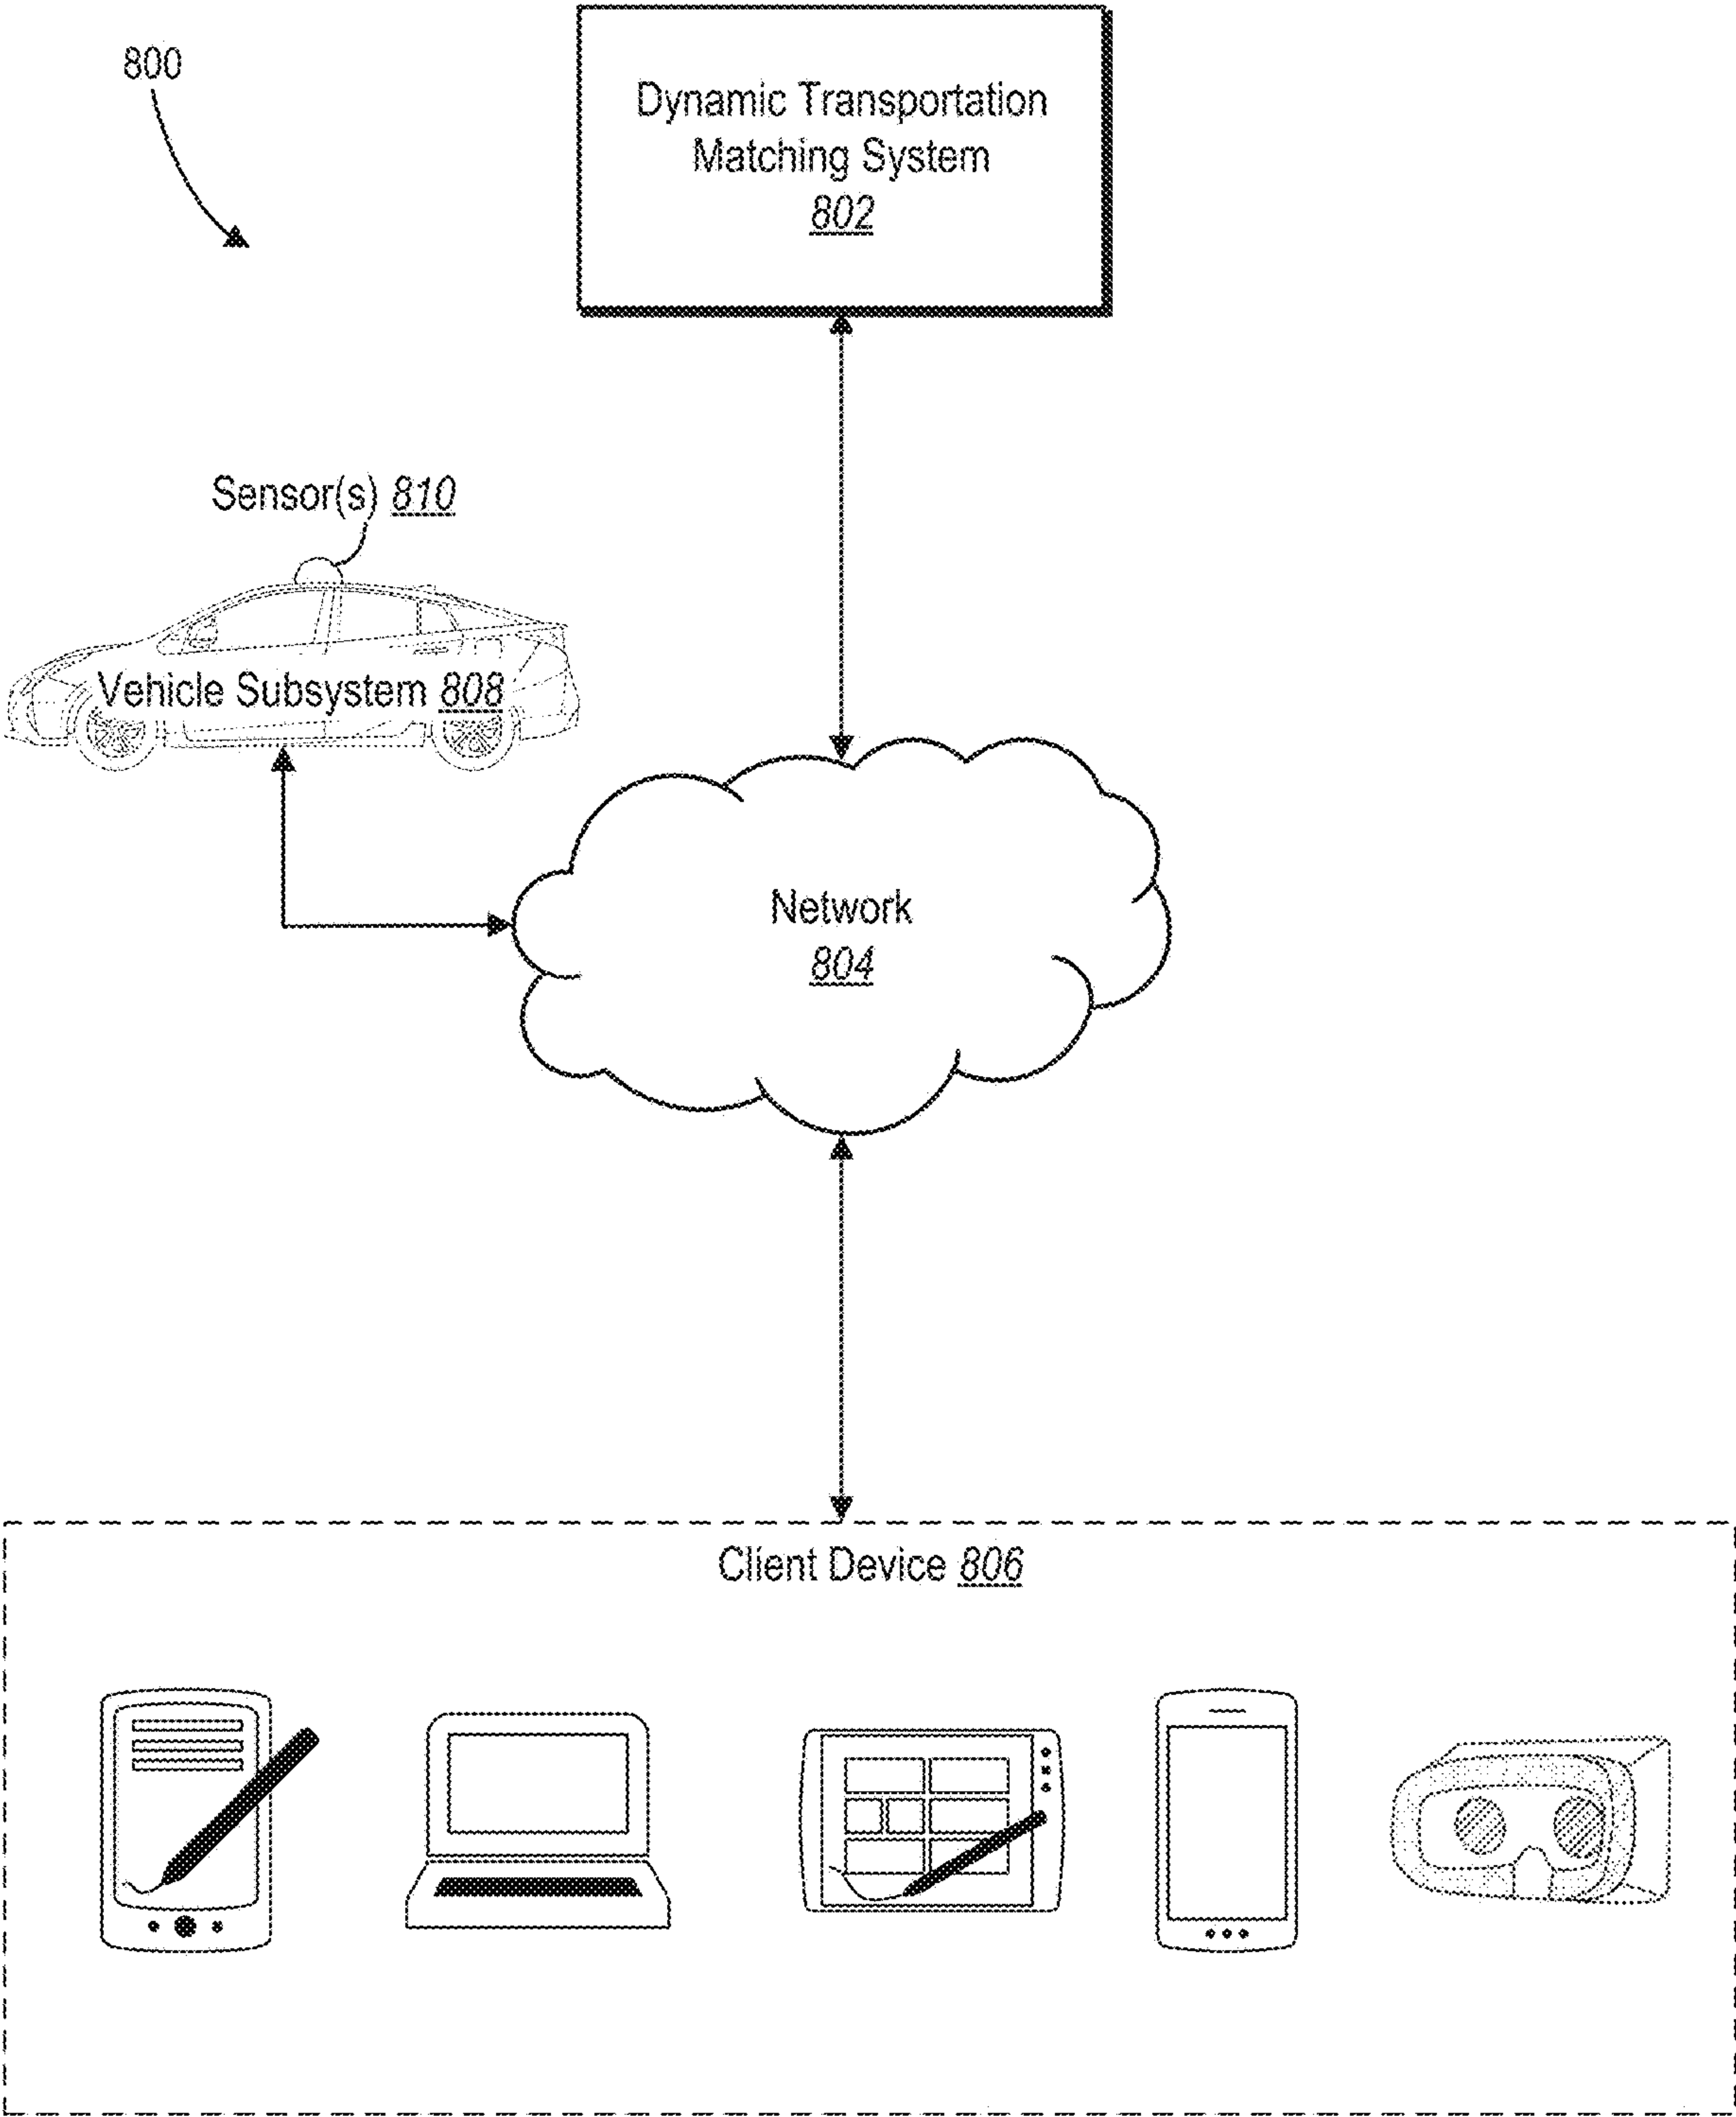 800
Dynamic Transportation
Matching System
802
Sensor(s) 810
Vehicle Subsystem 808
Network
804
Client Device 806